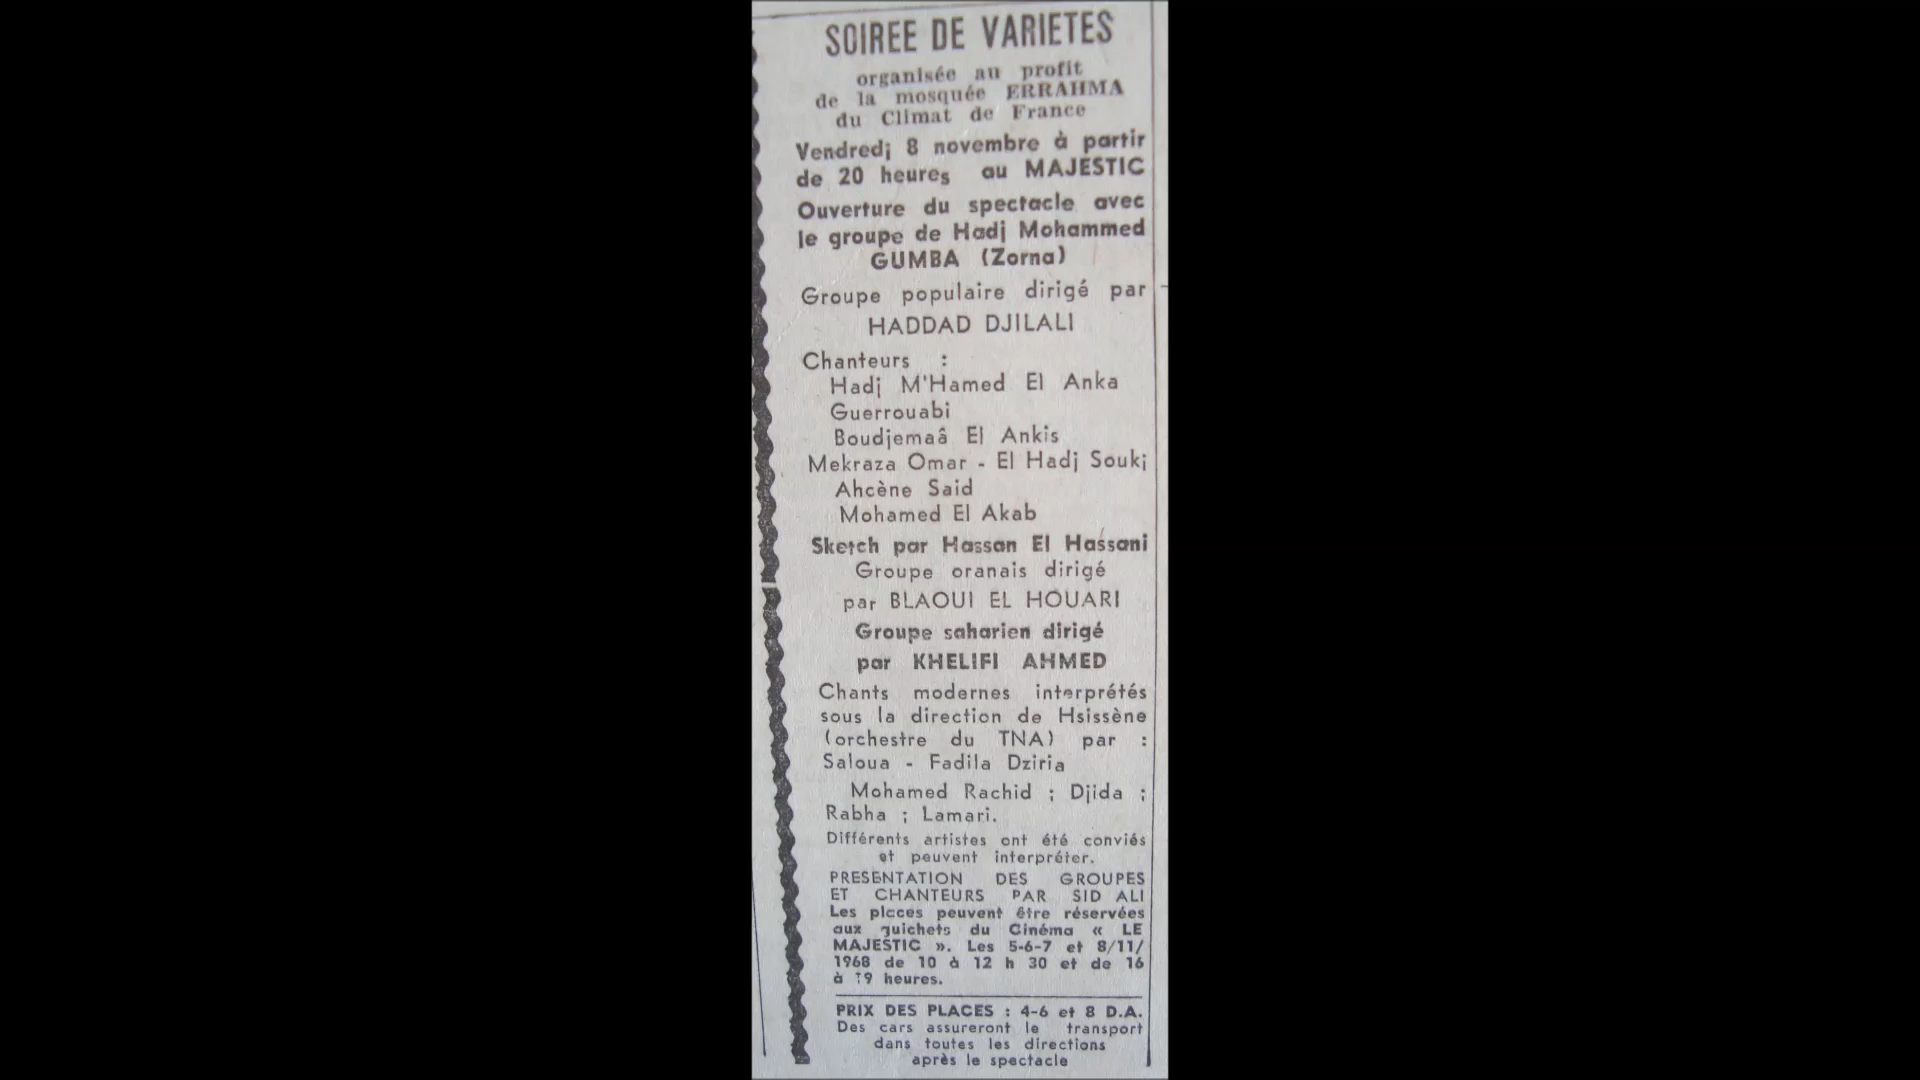 SOIREE DE VARIETES
organisée au profit
de la mosquée ERRAHMA
du Climat de France
Vendredi 8 novembre à partir
de 20 heures au MAJESTIC
Ouverture du spectacle avec
le groupe de Hadj Mohammed
GUMBA (Zorna)
Groupe populaire dirigé par
HADDAD DJILALI
Chanteurs :
Hadj M'Hamed El Anka
Guerrouabi
Boudjemaâ El Ankis
Mekraza Omar - El Hadj Souki
Ahcène Said
Mohamed El Akab
Sketch par Hassan El Hassani
Groupe oranais dirigé
par BLAOUI EL HOUARI
Groupe saharien dirigé
par KHELIFI AHMED
Chants modernes interprétés
sous la direction de Hsissène
(orchestre du TNA) par :
Saloua - Fadila Dziria
Mohamed Rachid ; Djida ;
Rabha ; Lamari.
Différents artistes ont été conviés
et peuvent interpréter.
PRESENTATION DES GROUPES
ET CHANTEURS PAR SID ALI
Les places peuvent être réservées
aux guichets du Cinéma « LE
MAJESTIC ». Les 5-6-7 et 8/11/
1968 de 10 à 12 h 30 et de 16
à 19 heures.
PRIX DES PLACES : 4-6 et 8 D.A.
Des cars assureront le transport
dans toutes les directions
après le spectacle